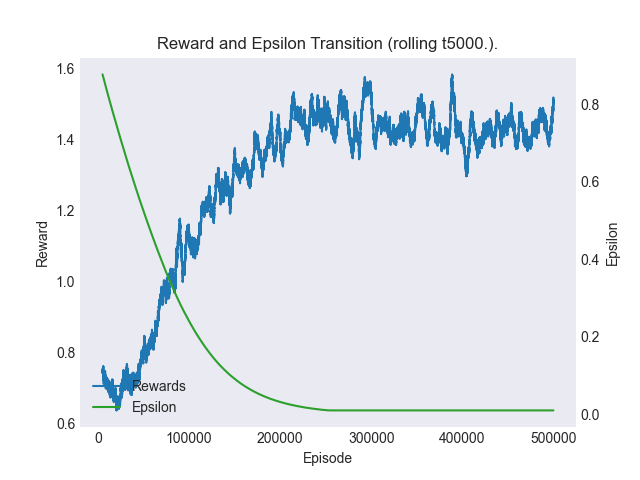 Reward and Epsilon Transition (rolling t5000.).
1.6
1.4
1.2
1.0
0.8
0.6
Reward
0.8
0.6
0.4
0.2
0.0
Epsilon
Rewards
Epsilon
0 100000 200000 300000 400000 500000
Episode